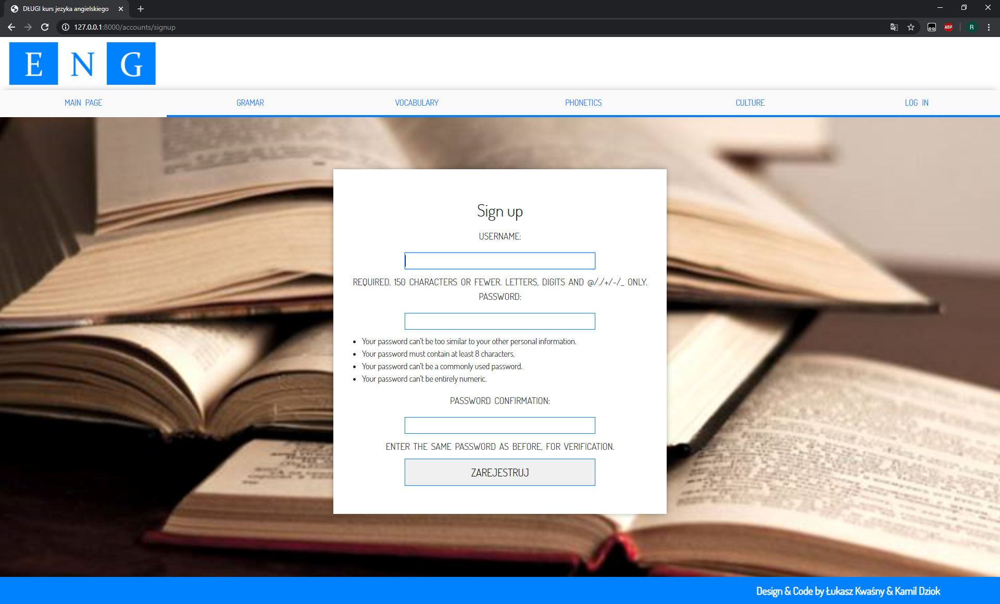 DŁUGI kurs jezyka angielskiego
127.0.0.1:8000/accounts/signup
ABP
R
E N G
MAIN PAGE
GRAMAR
VOCABULARY
PHONETICS
CULTURE
LOG IN
Sign up
USERNAME:
REQUIRED. 150 CHARACTERS OR FEWER. LETTERS, DIGITS AND @/./+/-/_ ONLY.
PASSWORD:
• Your password can't be too similar to your other personal information.
• Your password must contain at least 8 characters.
• Your password can't be a commonly used password.
• Your password can't be entirely numeric.
PASSWORD CONFIRMATION:
ENTER THE SAME PASSWORD AS BEFORE, FOR VERIFICATION.
ZAREJESTRUJ
Design & Code by Łukasz Kwaśny & Kamil Dziok